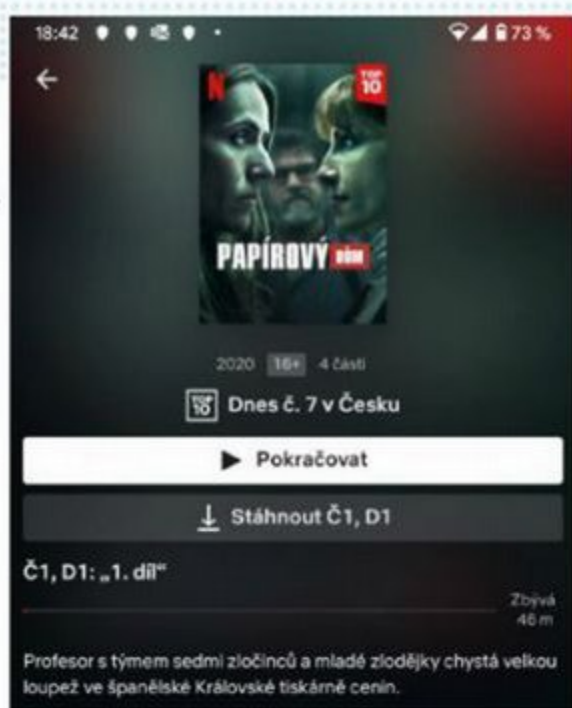 18:42 73 %
N TOP 10
PAPÍROVÝ DŮM
2020 16+ 4 části
TOP 10 Dnes č. 7 v Česku
Pokračovat
Stáhnout Č1, D1
Č1, D1: „1. díl“
Zbývá
46 m
Profesor s týmem sedmi zločinců a mladé zlodějky chystá velkou
loupež ve španělské Královské tiskárně cenin.